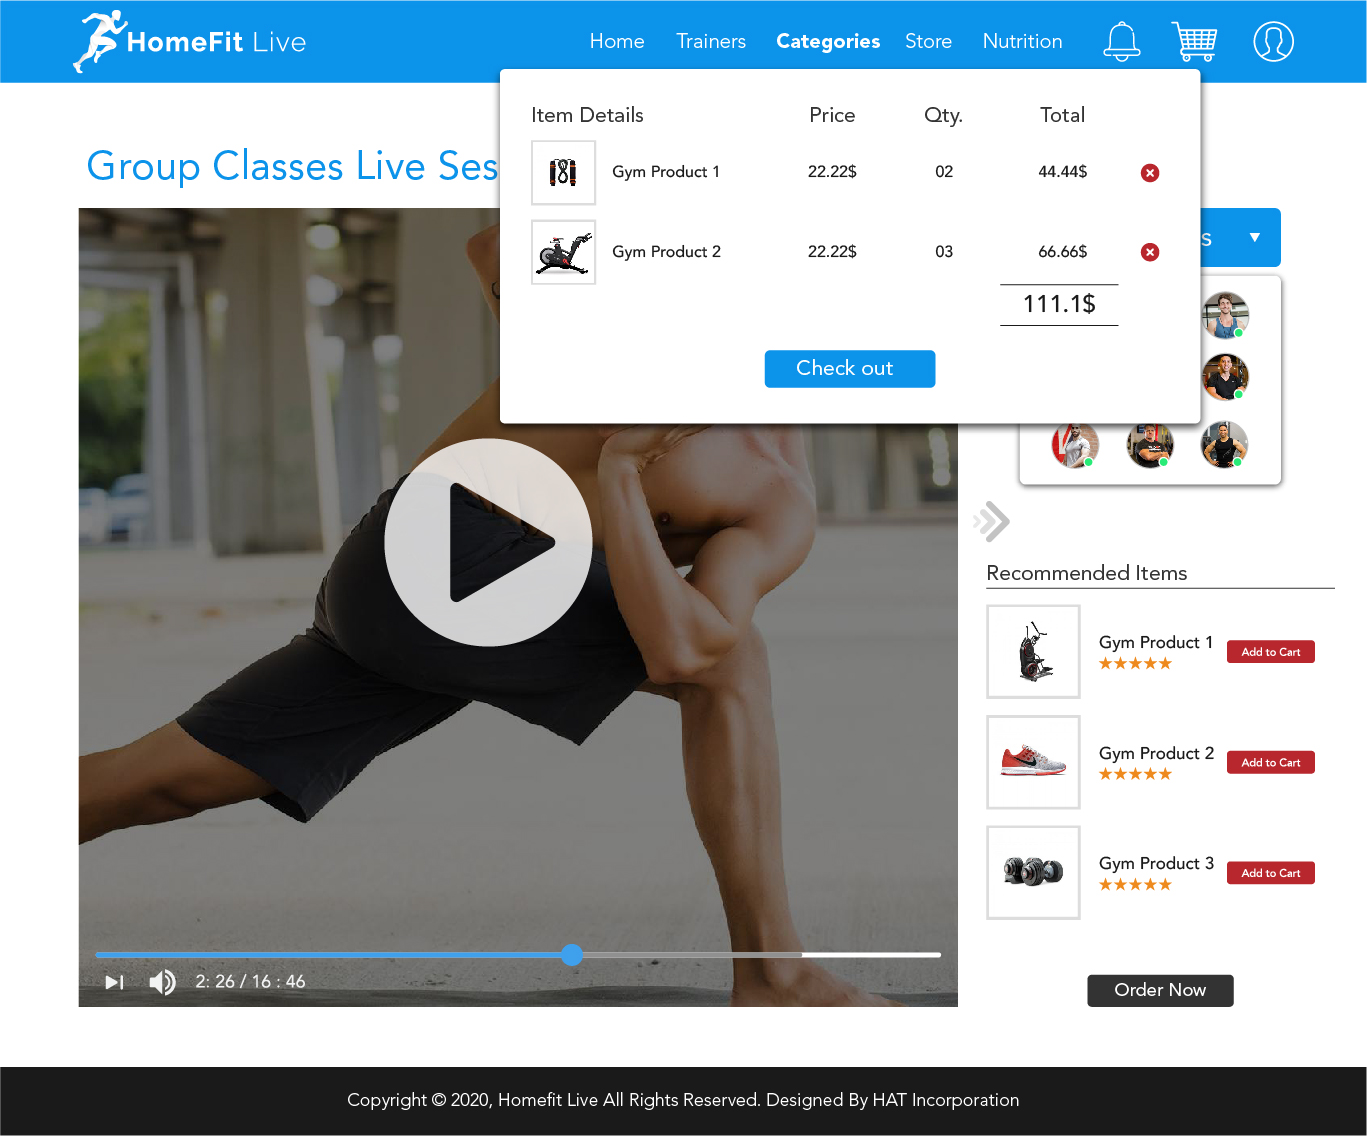 HomeFit Live
Home Trainers Categories Store Nutrition
Item Details Price Qty. Total
Gym Product 1 22.22$ 02 44.44$
Gym Product 2 22.22$ 03 66.66$
111.1$
Check out
Group Classes Live Ses
s
2: 26 / 16 : 46
Recommended Items
Gym Product 1 Add to Cart
Gym Product 2 Add to Cart
Gym Product 3 Add to Cart
Order Now
Copyright © 2020, Homefit Live All Rights Reserved. Designed By HAT Incorporation